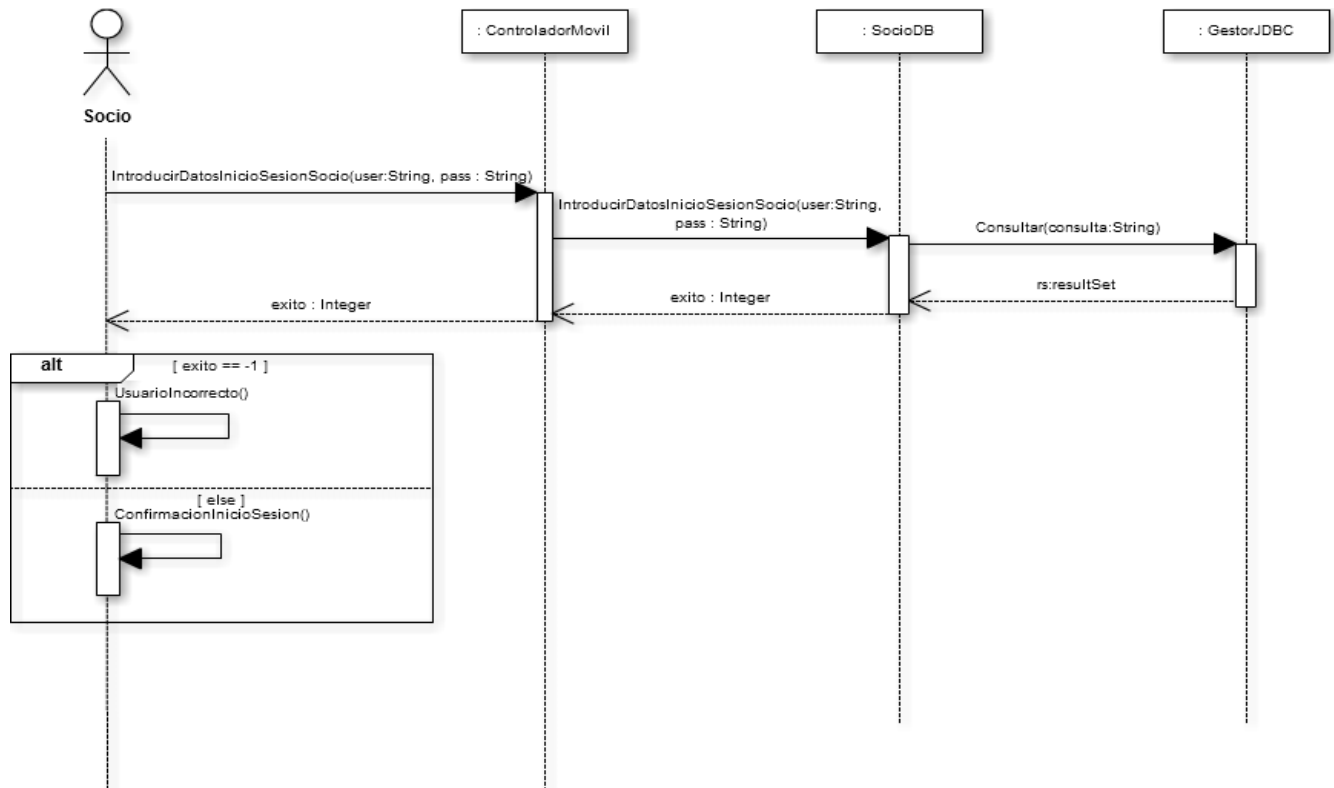 : ControladorMovil
: SocioDB
: GestorJDBC
Socio
IntroducirDatosInicioSesionSocio(user:String, pass : String)
IntroducirDatosInicioSesionSocio(user:String,
pass : String)
Consultar(consulta:String)
rs:resultSet
exito : Integer
exito : Integer
alt
[ exito == -1 ]
UsuarioIncorrecto()
[ else ]
ConfirmacionInicioSesion()